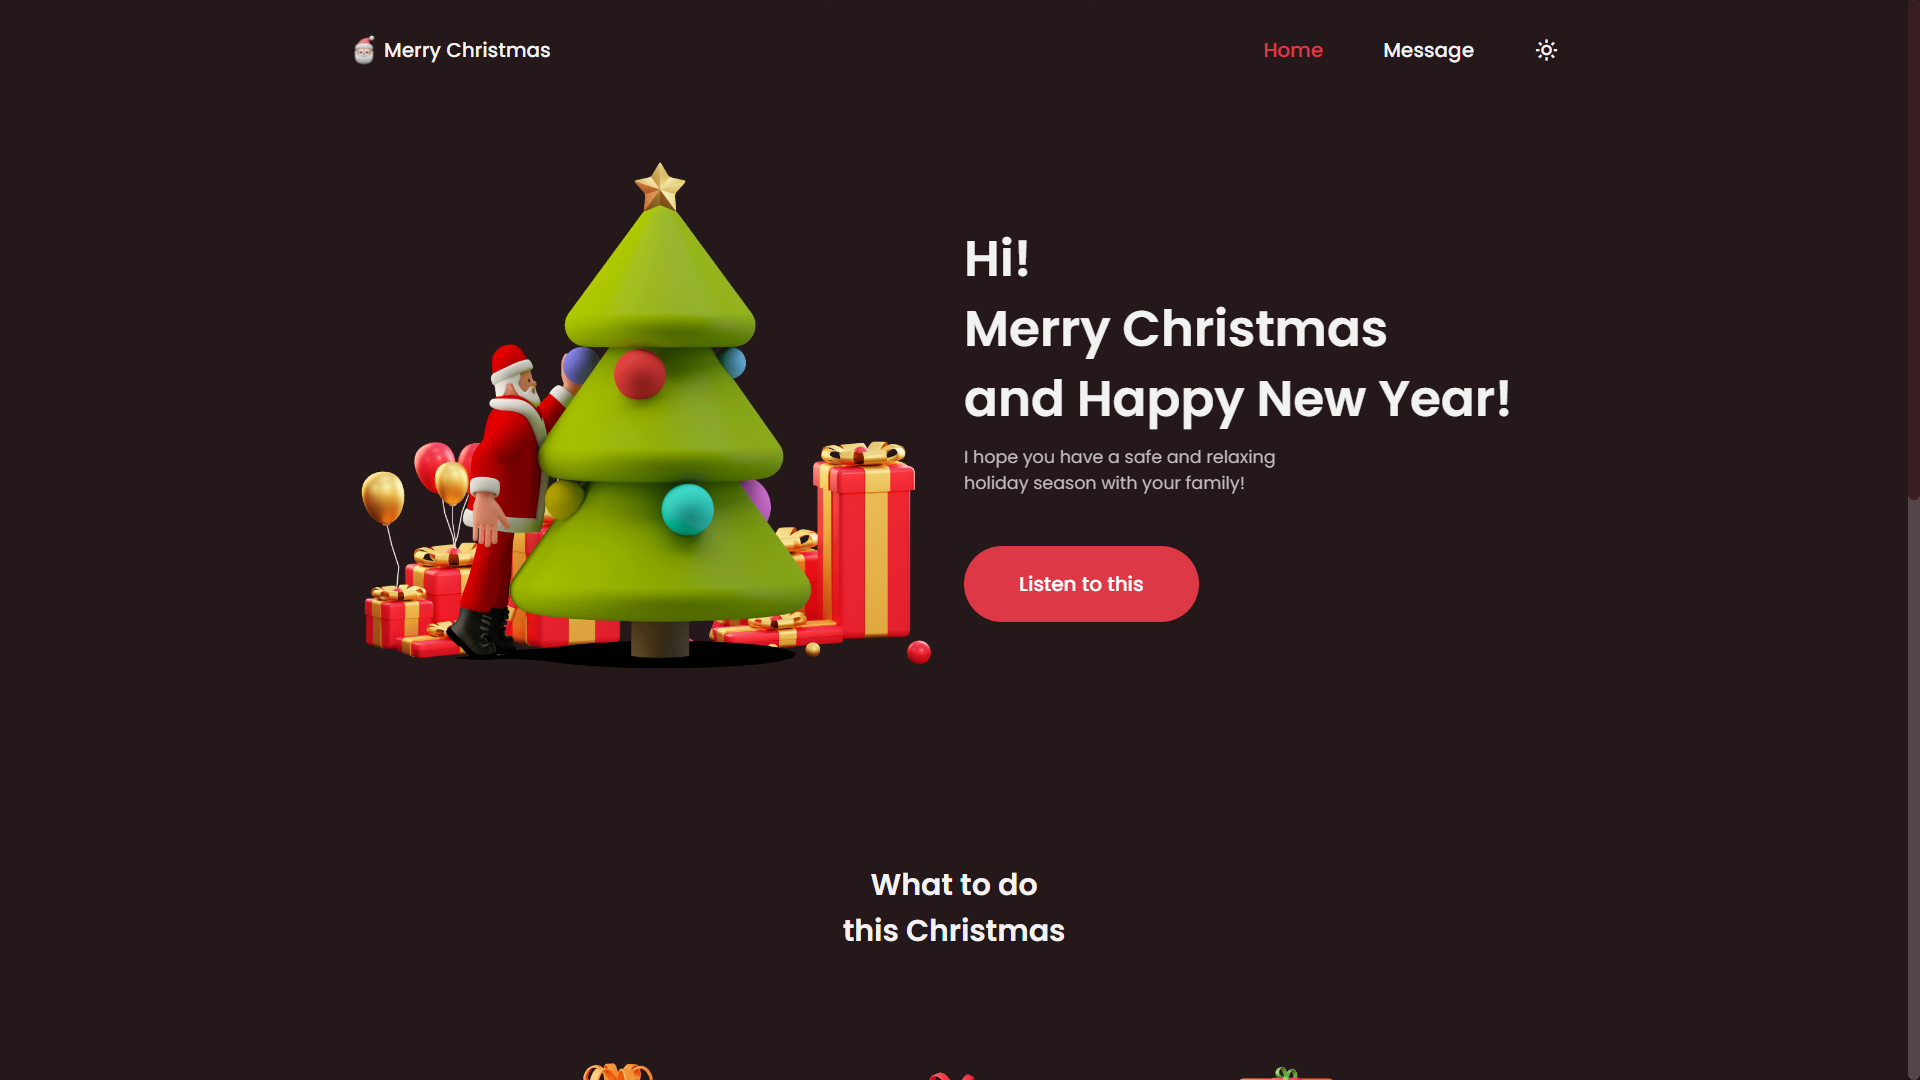 Merry Christmas
Home
Message
Hi!
Merry Christmas
and Happy New Year!
I hope you have a safe and relaxing
holiday season with your family!
Listen to this
What to do
this Christmas